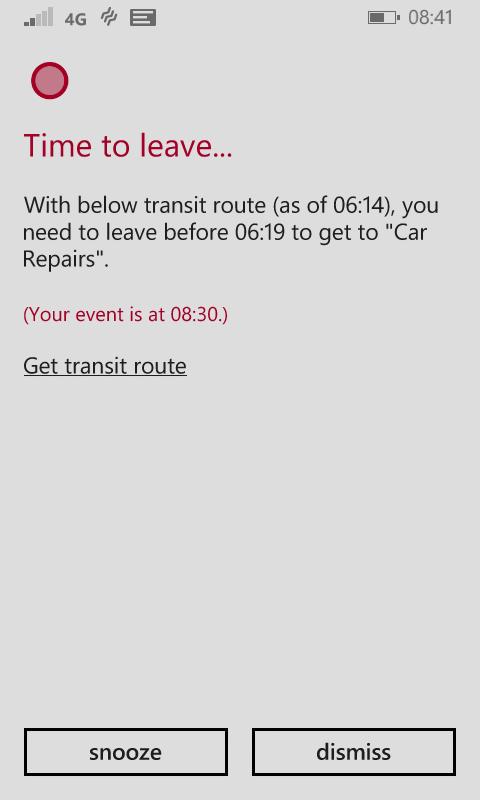 4G 08:41
Time to leave...
With below transit route (as of 06:14), you
need to leave before 06:19 to get to "Car
Repairs".
(Your event is at 08:30.)
Get transit route
snooze dismiss